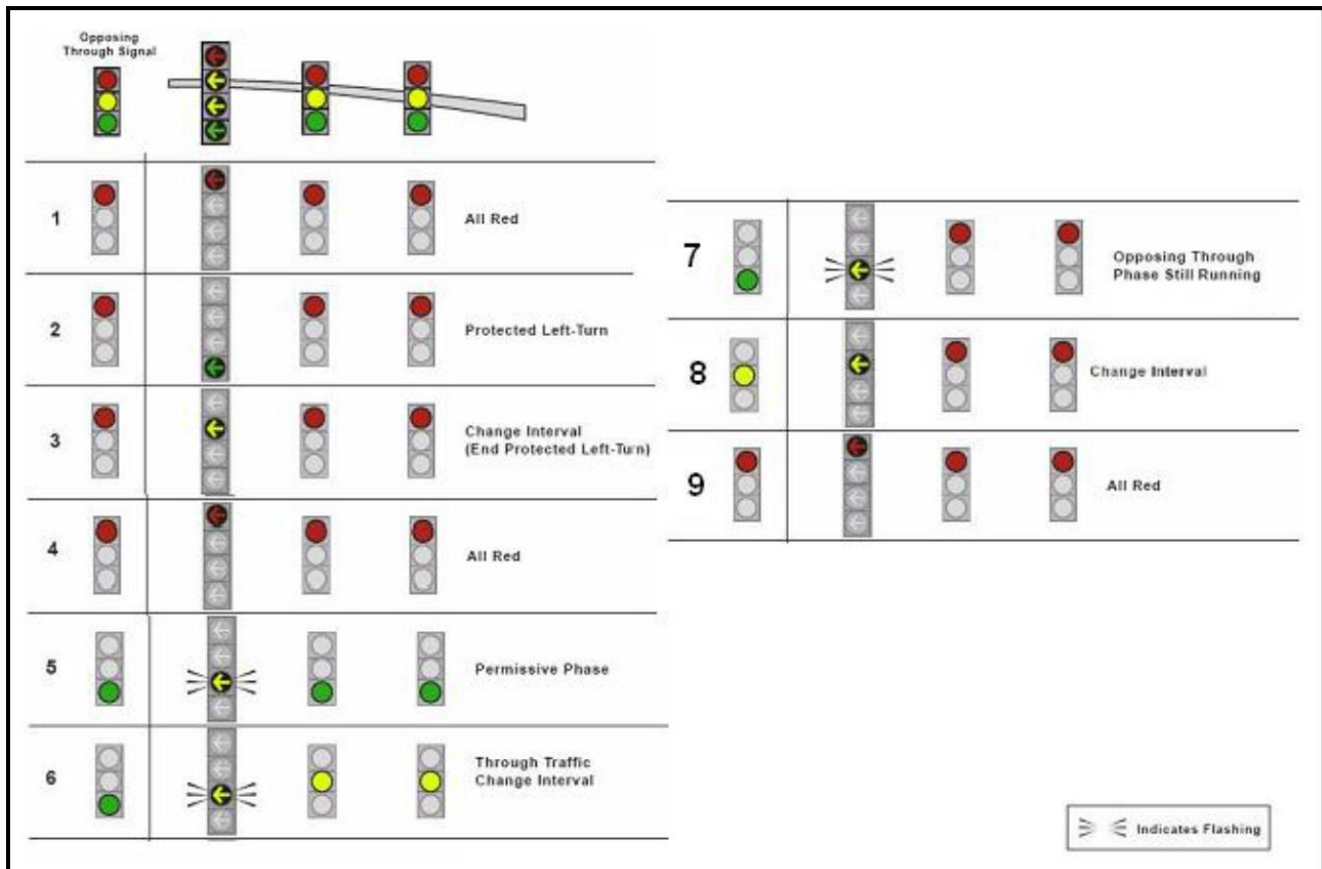 Opposing
Through Signal
1
All Red
2
Protected Left-Turn
3
Change Interval
(End Protected Left-Turn)
4
All Red
5
Permissive Phase
6
Through Traffic
Change Interval
7
Opposing Through
Phase Still Running
8
Change Interval
9
All Red
Indicates Flashing